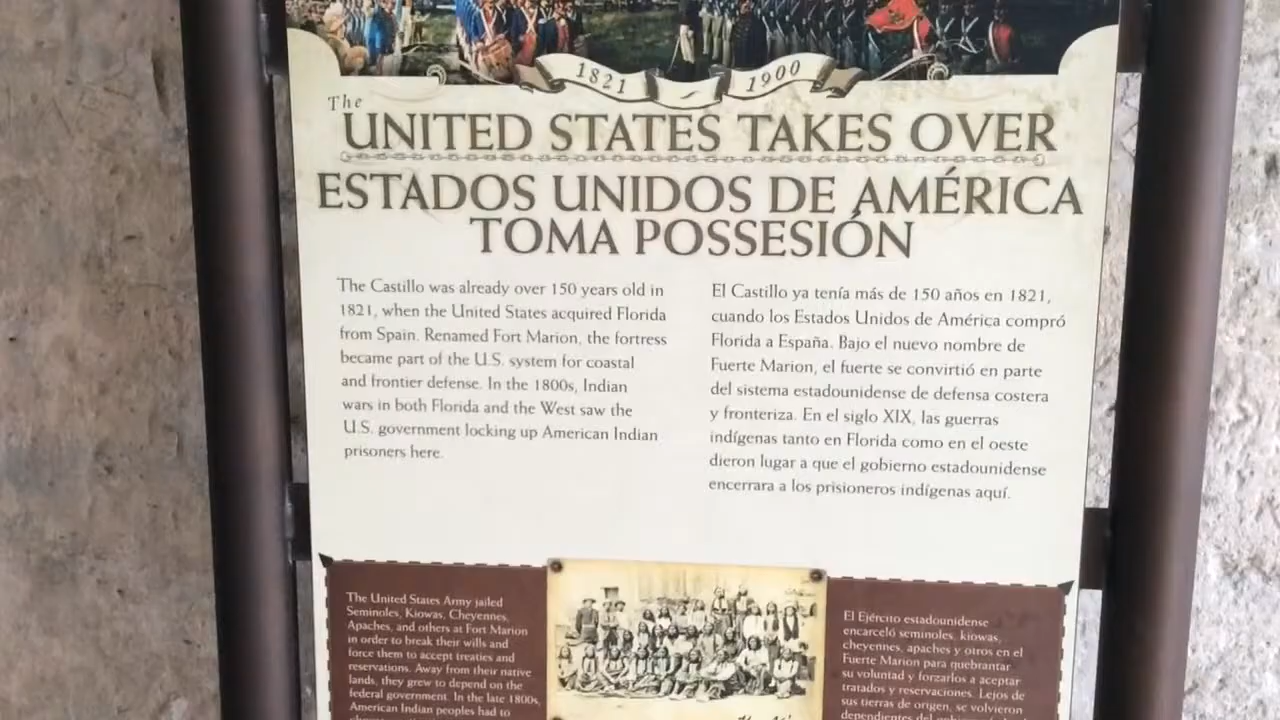 1821 1900
The
UNITED STATES TAKES OVER
ESTADOS UNIDOS DE AMÉRICA
TOMA POSSESIÓN
The Castillo was already over 150 years old in
1821, when the United States acquired Florida
from Spain. Renamed Fort Marion, the fortress
became part of the U.S. system for coastal
and frontier defense. In the 1800s, Indian
wars in both Florida and the West saw the
U.S. government locking up American Indian
prisoners here.
El Castillo ya tenía más de 150 años en 1821,
cuando los Estados Unidos de América compró
Florida a España. Bajo el nuevo nombre de
Fuerte Marion, el fuerte se convirtió en parte
del sistema estadounidense de defensa costera
y fronteriza. En el siglo XIX, las guerras
indígenas tanto en Florida como en el oeste
dieron lugar a que el gobierno estadounidense
encerrara a los prisioneros indígenas aquí.
The United States Army jailed
Seminoles, Kiowas, Cheyennes,
Apaches, and others at Fort Marion
in order to break their wills and
force them to accept treaties and
reservations. Away from their native
lands, they grew to depend on the
federal government. In the late 1800s,
American Indian peoples had to
El Ejército estadounidense
encarceló seminoles, kiowas,
cheyennes, apaches y otros en el
Fuerte Marion para quebrantar
su voluntad y forzarlos a aceptar
tratados y reservaciones. Lejos de
sus tierras de origen, se volvieron
dependientes del